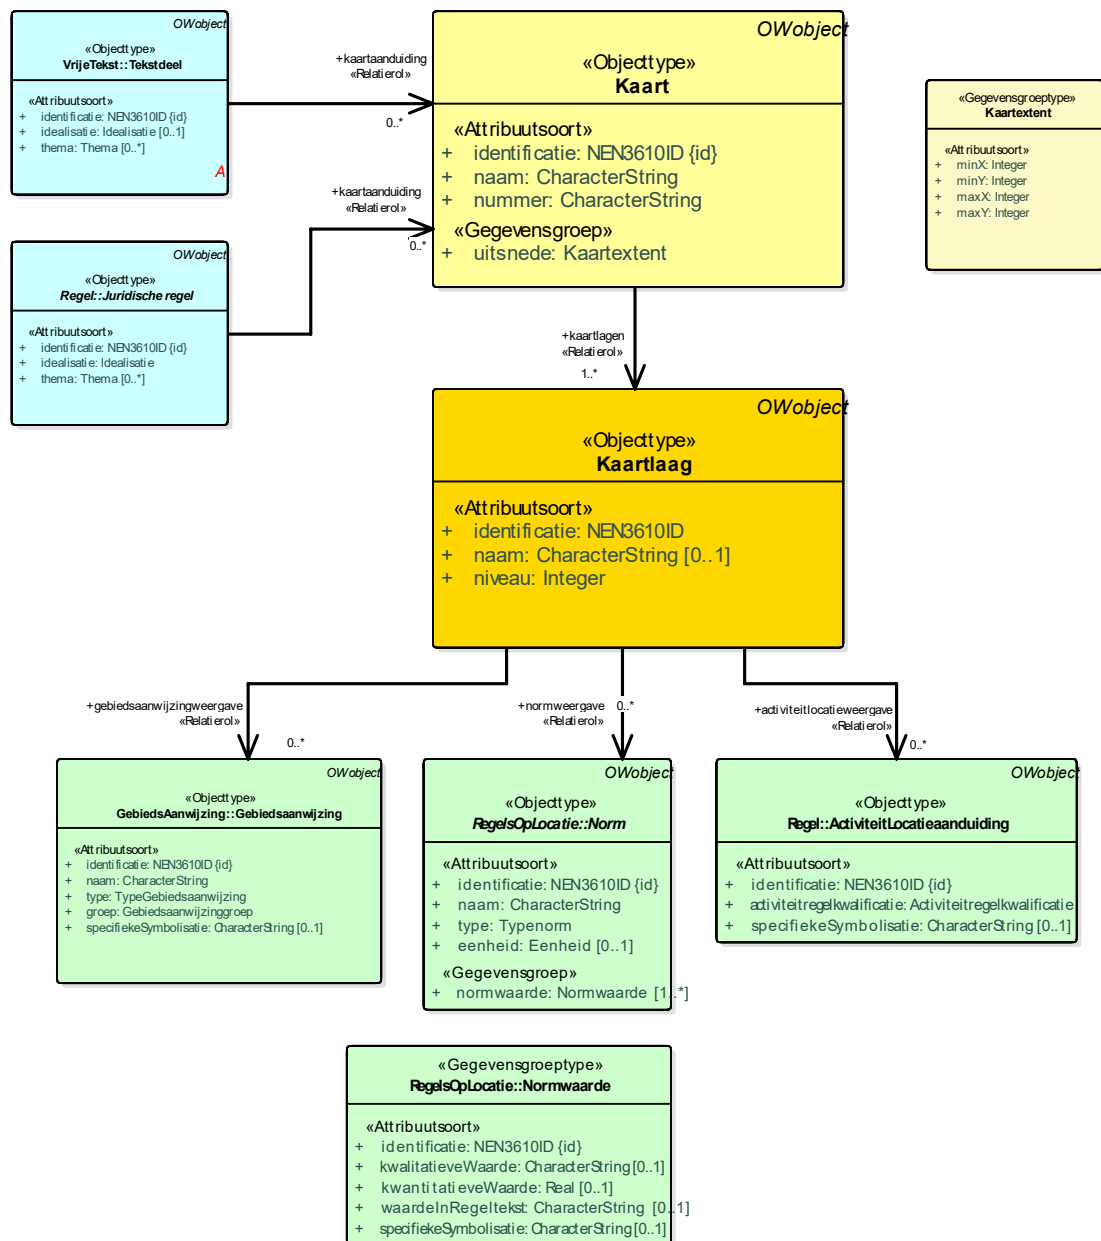 OWobject
«Objecttype»
VrijeTekst::Tekstdeel
«Attribuutsoort»
+ identificatie: NEN3610ID {id}
+ idealisatie: Idealisatie [0..1]
+ thema: Thema [0..*]
A
+kaartaanduiding
«Relatierol»
0..*
OWobject
«Objecttype»
Kaart
«Attribuutsoort»
+ identificatie: NEN3610ID {id}
+ naam: CharacterString
+ nummer: CharacterString
«Gegevensgroep»
+ uitsnede: Kaartextent
«Gegevensgroeptype»
Kaartextent
«Attribuutsoort»
+ minX: Integer
+ minY: Integer
+ maxX: Integer
+ maxY: Integer
+kaartaanduiding
«Relatierol»
0..*
OWobject
«Objecttype»
Regel::Juridische regel
«Attribuutsoort»
+ identificatie: NEN3610ID {id}
+ idealisatie: Idealisatie
+ thema: Thema [0..*]
+kaartlagen
«Relatierol»
1..*
OWobject
«Objecttype»
Kaartlaag
«Attribuutsoort»
+ identificatie: NEN3610ID
+ naam: CharacterString [0..1]
+ niveau: Integer
+gebiedsaanwijzingweergave
«Relatierol»
0..*
+normweergave
«Relatierol»
0..*
+activiteitlocatieweergave
«Relatierol»
0..*
OWobject
«Objecttype»
GebiedsAanwijzing::Gebiedsaanwijzing
«Attribuutsoort»
+ identificatie: NEN3610ID {id}
+ naam: CharacterString
+ type: TypeGebiedsaanwijzing
+ groep: Gebiedsaanwijzinggroep
+ specifiekeSymbolisatie: CharacterString [0..1]
OWobject
«Objecttype»
RegelsOpLocatie::Norm
«Attribuutsoort»
+ identificatie: NEN3610ID {id}
+ naam: CharacterString
+ type: Typenorm
+ eenheid: Eenheid [0..1]
«Gegevensgroep»
+ normwaarde: Normwaarde [1..*]
OWobject
«Objecttype»
Regel::ActiviteitLocatieaanduiding
«Attribuutsoort»
+ identificatie: NEN3610ID {id}
+ activiteitregelkwalificatie: Activiteitregelkwalificatie
+ specifiekeSymbolisatie: CharacterString [0..1]
«Gegevensgroeptype»
RegelsOpLocatie::Normwaarde
«Attribuutsoort»
+ identificatie: NEN3610ID {id}
+ kwalitatieveWaarde: CharacterString [0..1]
+ kwantitatieveWaarde: Real [0..1]
+ waardeInRegeltekst: CharacterString [0..1]
+ specifiekeSymbolisatie: CharacterString [0..1]